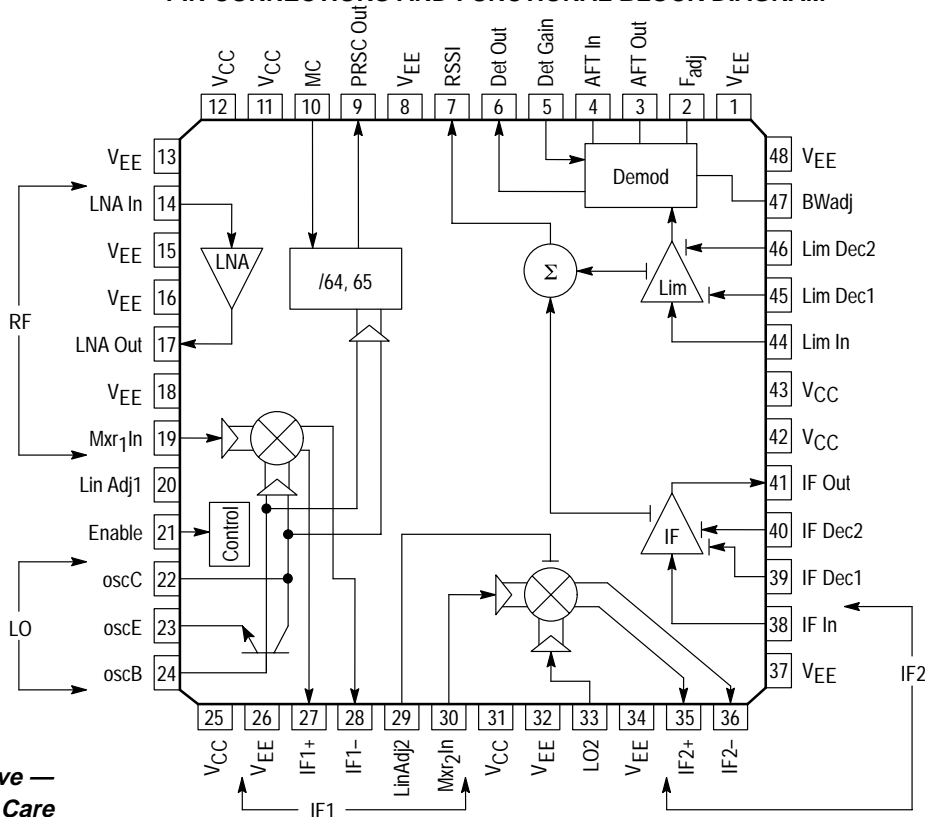 PIN CONNECTIONS AND FUNCTIONAL BLOCK DIAGRAM
VCC
VCC
MC
PRSC Out
VEE
RSSI
Det Out
Det Gain
AFT In
AFT Out
Fadj
VEE
12 11 10 9 8 7 6 5 4 3 2 1
VEE 13
LNA In 14
VEE 15
VEE 16
LNA Out 17
VEE 18
Mxr1In 19
Lin Adj1 20
Enable 21
oscC 22
oscE 23
oscB 24
RF
LO
LNA
/64, 65
Control
Demod
Σ
Lim
IF
48 VEE
47 BWadj
46 Lim Dec2
45 Lim Dec1
44 Lim In
43 VCC
42 VCC
41 IF Out
40 IF Dec2
39 IF Dec1
38 IF In
37 VEE
IF2
25 26 27 28 29 30 31 32 33 34 35 36
VCC
VEE
IF1+
IF1–
LinAdj2
Mxr2In
VCC
VEE
LO2
VEE
IF2+
IF2–
IF1
ve —
Care